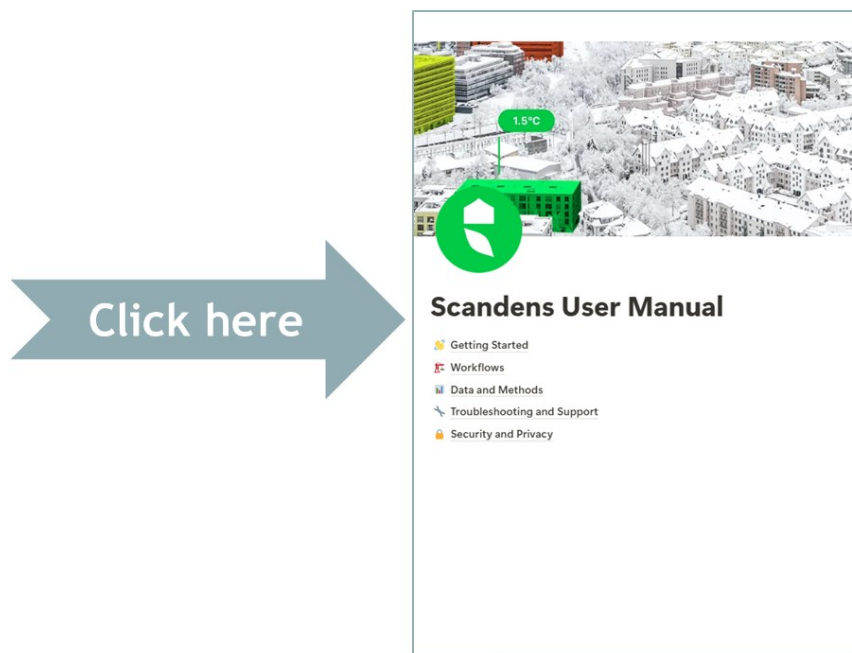 1.5°C
Click here
Scandens User Manual
Getting Started
Workflows
Data and Methods
Troubleshooting and Support
Security and Privacy